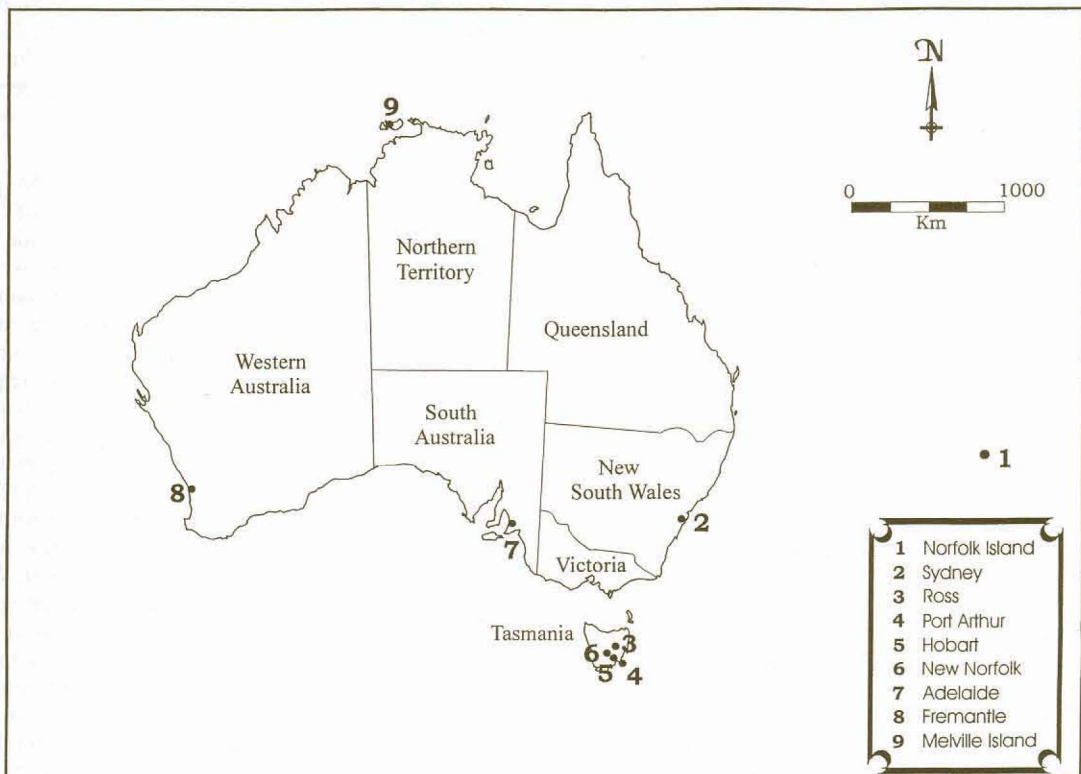 N
0 1000
Km
9
Northern
Territory
Queensland
Western
Australia
South
Australia
New
South Wales
1
8
2
7
Victoria
Tasmania
3
6
5
4
1 Norfolk Island
2 Sydney
3 Ross
4 Port Arthur
5 Hobart
6 New Norfolk
7 Adelaide
8 Fremantle
9 Melville Island